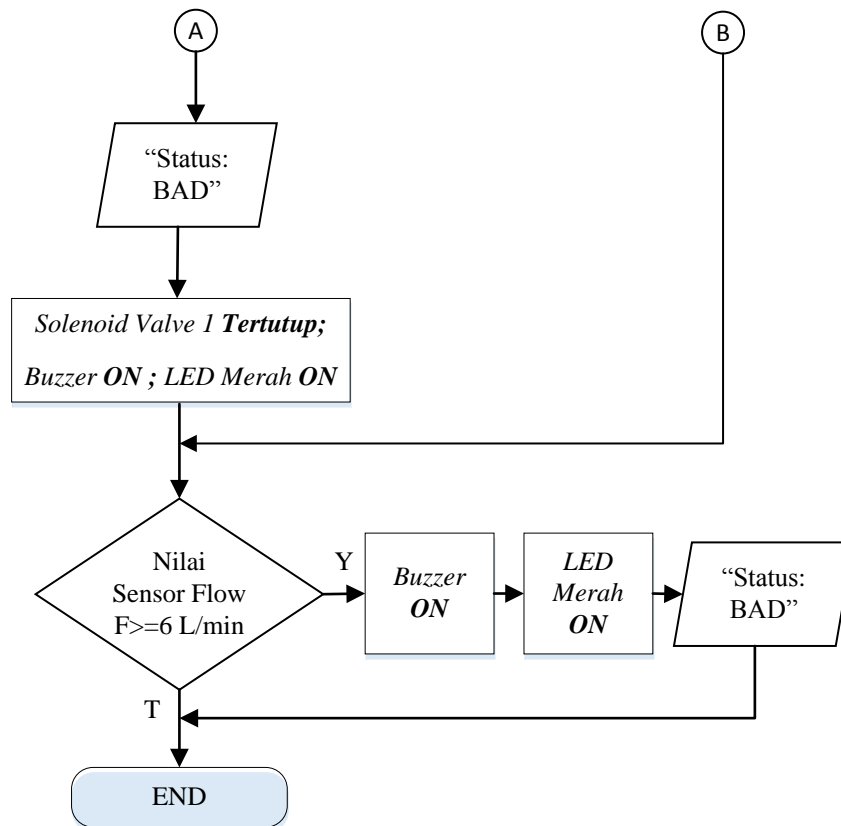 A
B
“Status:
BAD”
Solenoid Valve 1 Tertutup;
Buzzer ON ; LED Merah ON
Nilai
Sensor Flow
F>=6 L/min
Y
Buzzer
ON
LED
Merah
ON
“Status:
BAD”
T
END